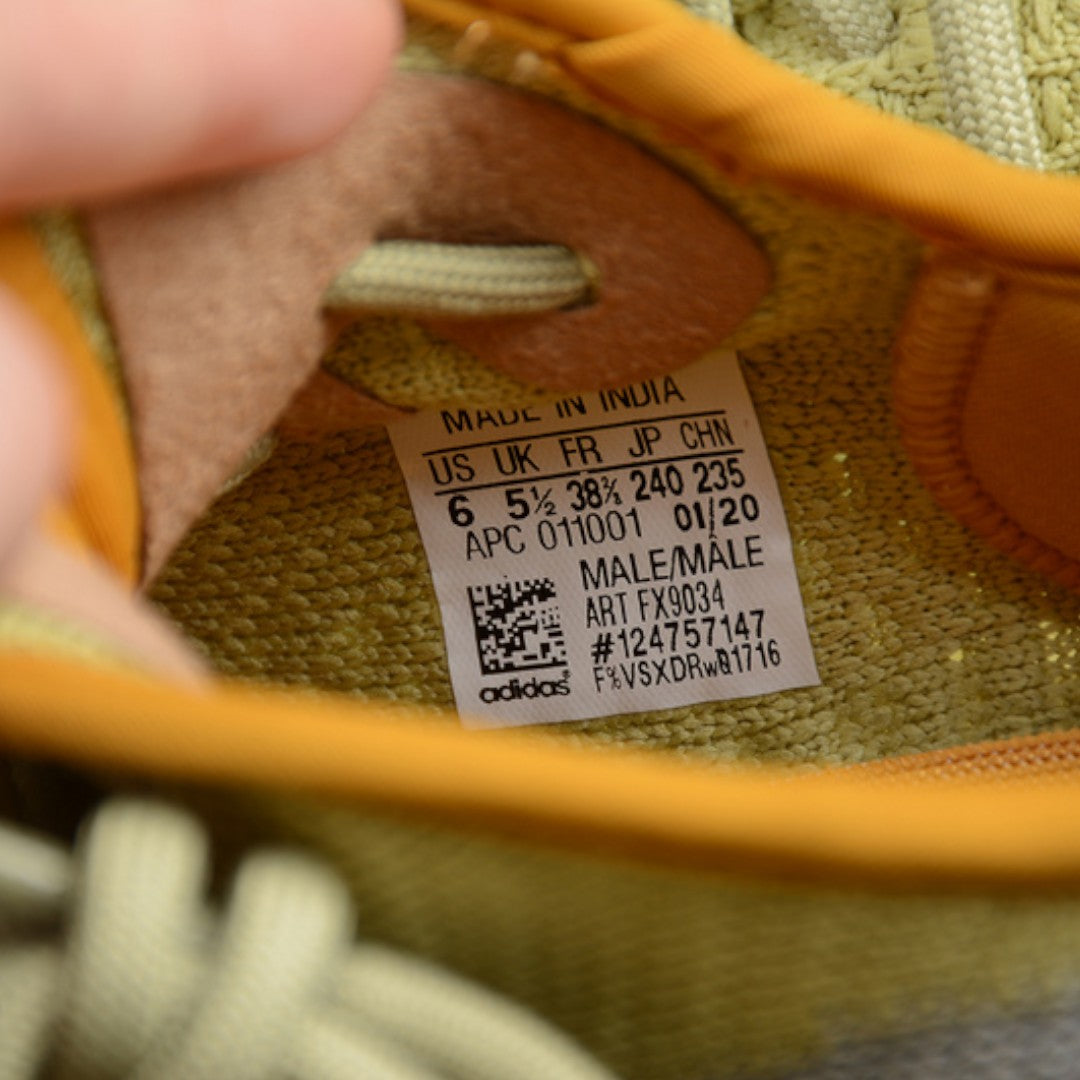 MADE IN INDIA
US UK FR JP CHN
6 5½ 38⅔ 240 235
APC 011001 01/20
MALE/MÂLE
ART FX9034
#124757147
F%VSXDRwQ1716
adidas®